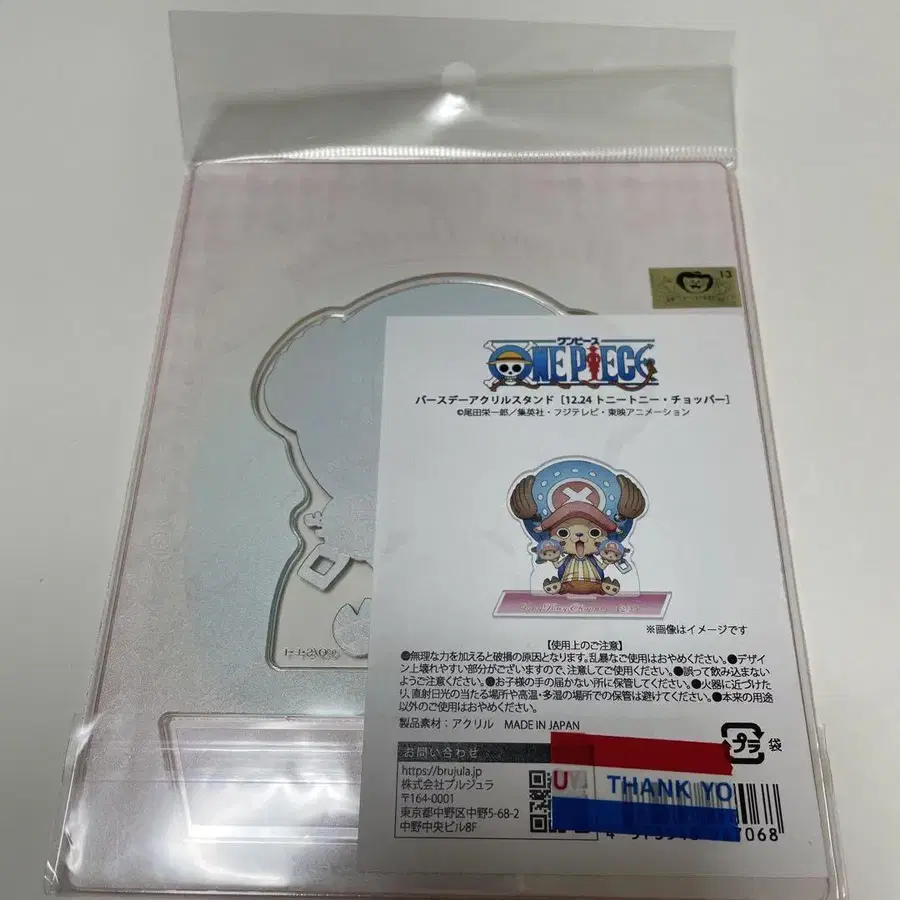 13
ワンピース
ONE PIECE
バースデーアクリルスタンド［12.24 トニートニー・チョッパー］
©尾田栄一郎／集英社・フジテレビ・東映アニメーション
※画像はイメージです
【使用上のご注意】
●無理な力を加えると破損の原因となります。乱暴なご使用はおやめください。●デザイン
上壊れやすい部分がございますので、注意してご使用ください。●誤って飲み込まない
ようご注意ください。●お子様の手の届かない所に保管してください。●火器に近づけた
り、直射日光の当たる場所や高温・多湿の場所での保管は避けてください。●本来の用途
以外のご使用はおやめください。
製品素材：アクリル　MADE IN JAPAN
プラ 袋
お問い合わせ
https://brujula.jp
株式会社ブルジュラ
〒164-0001
東京都中野区中野5-68-2
中野中央ビル8F
THANK YO
7068